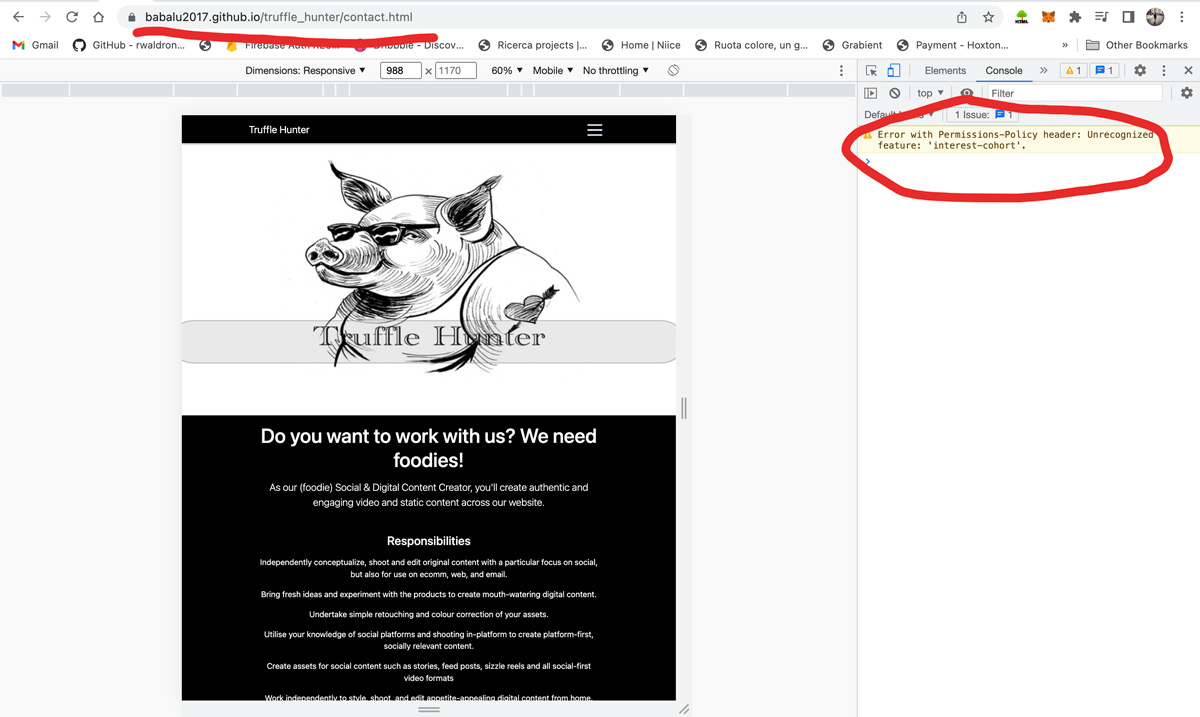 babalu2017.github.io/truffle_hunter/contact.html
Gmail
GitHub - rwaldron...
Firebase Auth
Dribbble - Discov...
Ricerca projects |...
Home | Niice
Ruota colore, un g...
Grabient
Payment - Hoxton...
»
Other Bookmarks
Dimensions: Responsive
988 × 1170
60%
Mobile
No throttling
Elements
Console
»
1
1
top
Filter
Default
1 Issue: 1
Error with Permissions-Policy header: Unrecognized
feature: 'interest-cohort'.
Truffle Hunter
Truffle Hunter
Do you want to work with us? We need
foodies!
As our (foodie) Social & Digital Content Creator, you'll create authentic and
engaging video and static content across our website.
Responsibilities
Independently conceptualize, shoot and edit original content with a particular focus on social,
but also for use on ecomm, web, and email.
Bring fresh ideas and experiment with the products to create mouth-watering digital content.
Undertake simple retouching and colour correction of your assets.
Utilise your knowledge of social platforms and shooting in-platform to create platform-first,
socially relevant content.
Create assets for social content such as stories, feed posts, sizzle reels and all social-first
video formats
Work independently to style, shoot, and edit appetite-appealing digital content from home.